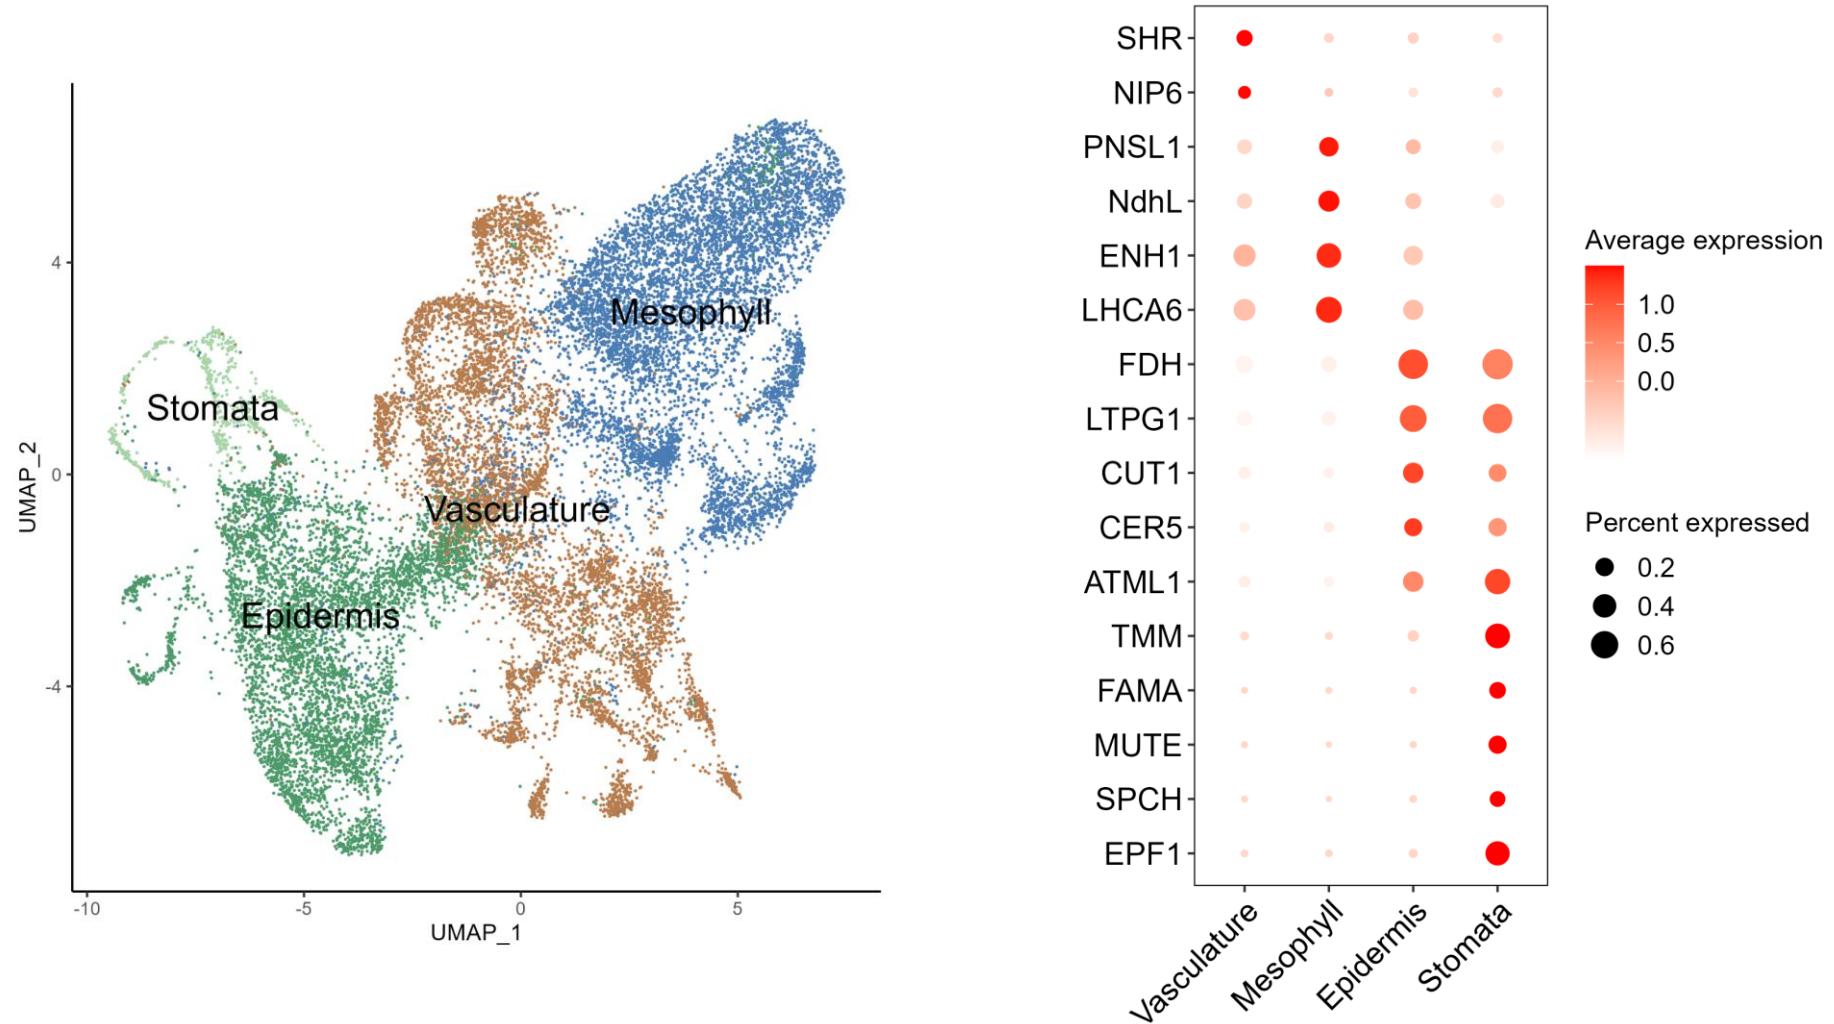 4
0
-4
-10
-5
0
5
UMAP_1
UMAP_2
Stomata
Mesophyll
Vasculature
Epidermis
SHR
NIP6
PNSL1
NdhL
ENH1
LHCA6
FDH
LTPG1
CUT1
CER5
ATML1
TMM
FAMA
MUTE
SPCH
EPF1
Vasculature
Mesophyll
Epidermis
Stomata
Average expression
1.0
0.5
0.0
Percent expressed
0.2
0.4
0.6